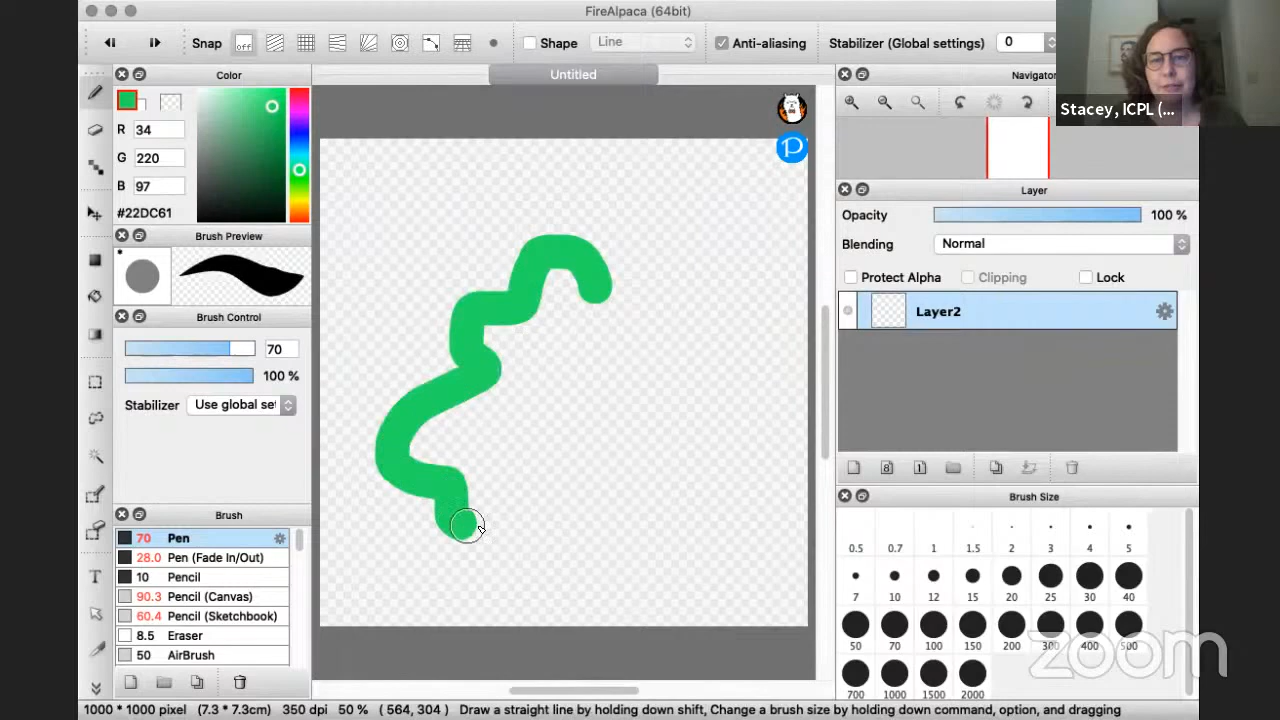 FireAlpaca (64bit)
Snap
off
Shape
Line
Anti-aliasing
Stabilizer (Global settings)
0
Stacey, ICPL (...
Color
Untitled
Navigator
R 34
G 220
B 97
#22DC61
Brush Preview
Brush Control
70
100 %
Stabilizer
Use global set
Brush
70 Pen
28.0 Pen (Fade In/Out)
10 Pencil
90.3 Pencil (Canvas)
60.4 Pencil (Sketchbook)
8.5 Eraser
50 AirBrush
Layer
Opacity
100 %
Blending
Normal
Protect Alpha
Clipping
Lock
Layer2
8
1
Brush Size
0.5 0.7 1 1.5 2 3 4 5
7 10 12 15 20 25 30 40
50 70 100 150 200 300 400 500
700 1000 1500 2000
zoom
T
1000 * 1000 pixel (7.3 * 7.3cm) 350 dpi 50 % ( 564, 304 ) Draw a straight line by holding down shift, Change a brush size by holding down command, option, and dragging